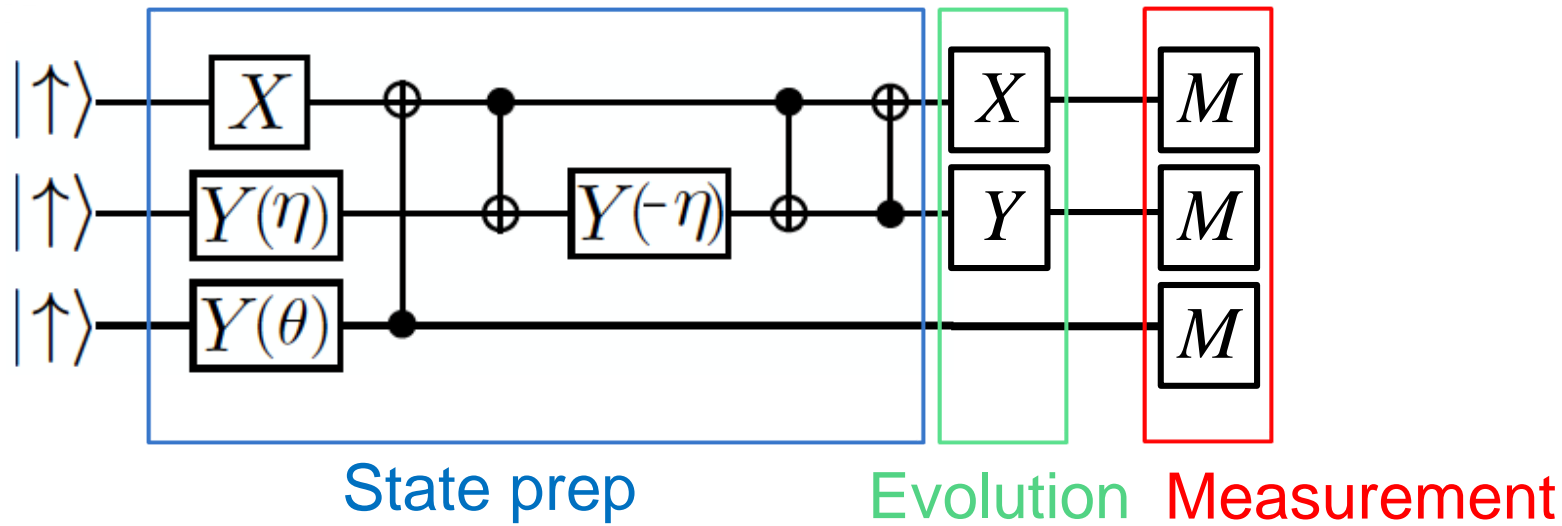 |↑⟩ X X M
|↑⟩ Y(η) Y(-η) Y M
|↑⟩ Y(θ) M
State prep Evolution Measurement